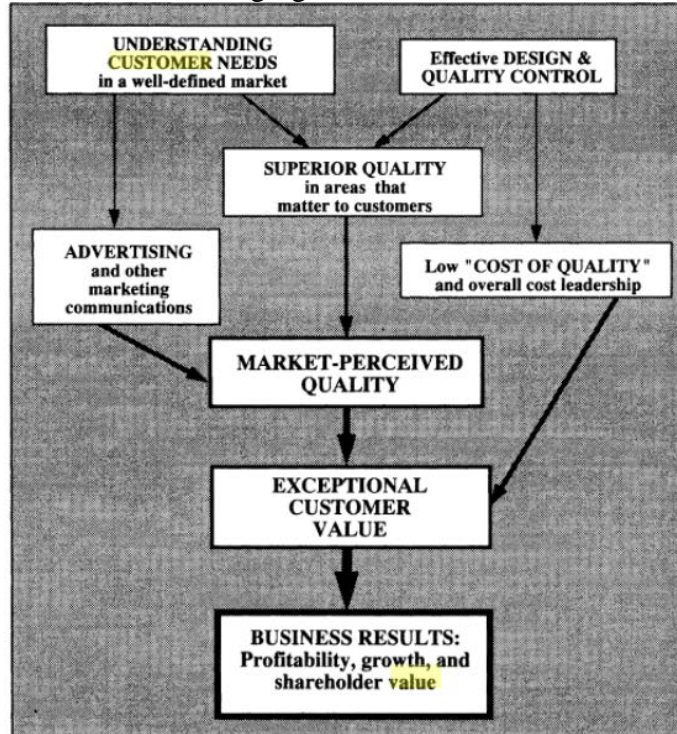 UNDERSTANDING
CUSTOMER NEEDS
in a well-defined market
Effective DESIGN &
QUALITY CONTROL
SUPERIOR QUALITY
in areas that
matter to customers
ADVERTISING
and other
marketing
communications
Low "COST OF QUALITY"
and overall cost leadership
MARKET-PERCEIVED
QUALITY
EXCEPTIONAL
CUSTOMER
VALUE
BUSINESS RESULTS:
Profitability, growth, and
shareholder value